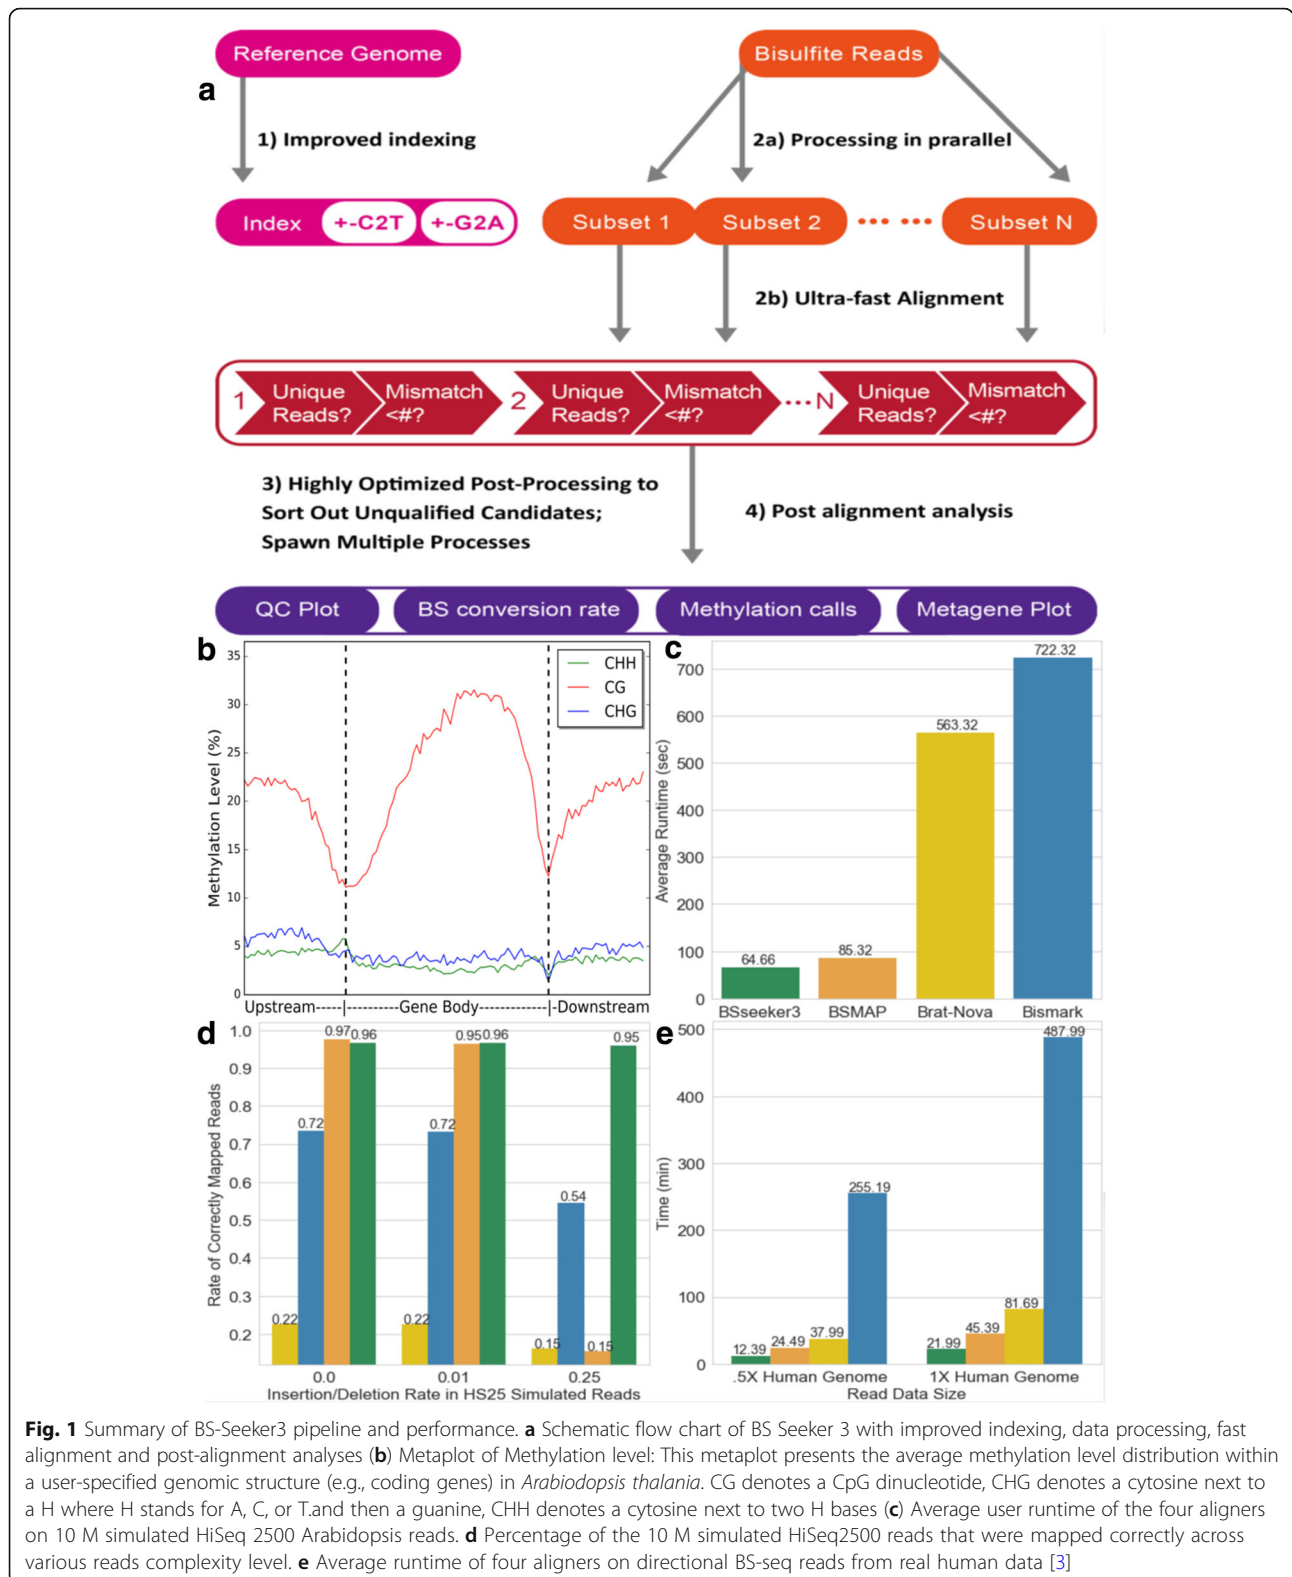 Reference Genome
Bisulfite Reads
a
1) Improved indexing
2a) Processing in prarallel
Index +-C2T +-G2A
Subset 1 Subset 2 ... ... Subset N
2b) Ultra-fast Alignment
1 Unique Reads? Mismatch <#? 2 Unique Reads? Mismatch <#? ...N Unique Reads? Mismatch <#?
3) Highly Optimized Post-Processing to
Sort Out Unqualified Candidates;
Spawn Multiple Processes
4) Post alignment analysis
QC Plot BS conversion rate Methylation calls Metagene Plot
b
Methylation Level (%)
35
30
25
20
15
10
5
0
CHH
CG
CHG
Upstream-----|---------Gene Body------------|-Downstream
c
Average Runtime (sec)
700
600
500
400
300
200
100
0
64.66
85.32
563.32
722.32
BSseeker3 BSMAP Brat-Nova Bismark
d
Rate of Correctly Mapped Reads
1.0
0.9
0.8
0.7
0.6
0.5
0.4
0.3
0.2
0.22 0.72 0.97 0.96
0.22 0.72 0.95 0.96
0.15 0.54 0.15 0.95
0.0 0.01 0.25
Insertion/Deletion Rate in HS25 Simulated Reads
e
Time (min)
500
400
300
200
100
0
12.39 24.49 37.99 255.19
21.99 45.39 81.69 487.99
.5X Human Genome 1X Human Genome
Read Data Size
Fig. 1 Summary of BS-Seeker3 pipeline and performance. a Schematic flow chart of BS Seeker 3 with improved indexing, data processing, fast
alignment and post-alignment analyses (b) Metaplot of Methylation level: This metaplot presents the average methylation level distribution within
a user-specified genomic structure (e.g., coding genes) in Arabiodopsis thaliana. CG denotes a CpG dinucleotide, CHG denotes a cytosine next to
a H where H stands for A, C, or T.and then a guanine, CHH denotes a cytosine next to two H bases (c) Average user runtime of the four aligners
on 10 M simulated HiSeq 2500 Arabidopsis reads. d Percentage of the 10 M simulated HiSeq2500 reads that were mapped correctly across
various reads complexity level. e Average runtime of four aligners on directional BS-seq reads from real human data [3]